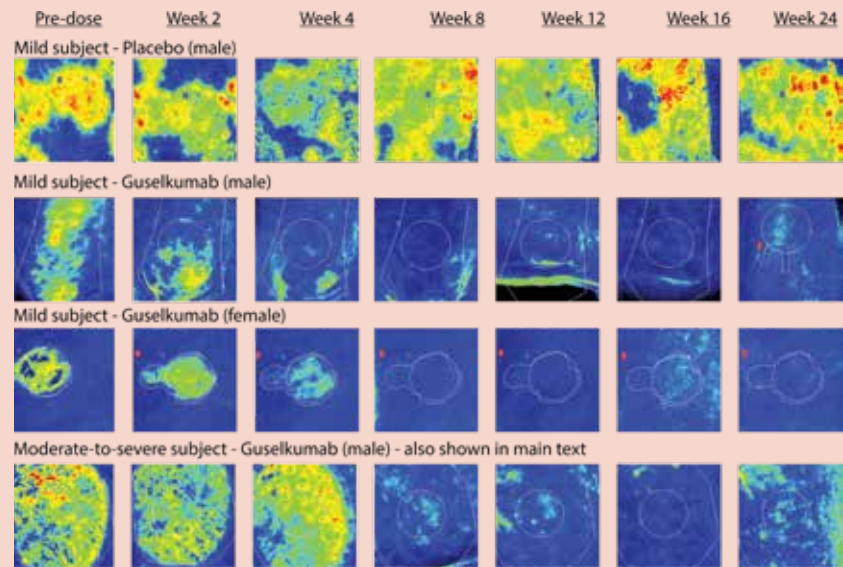 Pre-dose Week 2 Week 4 Week 8 Week 12 Week 16 Week 24
Mild subject - Placebo (male)
Mild subject - Guselkumab (male)
Mild subject - Guselkumab (female)
Moderate-to-severe subject - Guselkumab (male) - also shown in main text